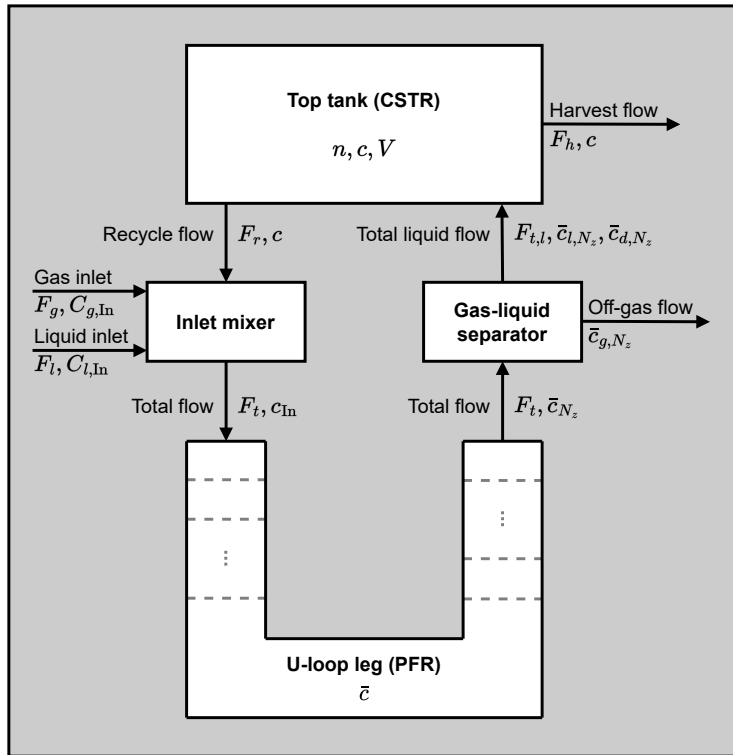 Top tank (CSTR)
n, c, V
Harvest flow
F_h, c
Recycle flow
F_r, c
Total liquid flow
F_{t,l}, c̄_{l,N_z}, c̄_{d,N_z}
Gas inlet
F_g, C_{g,In}
Liquid inlet
F_l, C_{l,In}
Inlet mixer
Gas-liquid
separator
Off-gas flow
c̄_{g,N_z}
Total flow
F_t, c_{In}
Total flow
F_t, c̄_{N_z}
...
...
U-loop leg (PFR)
c̄